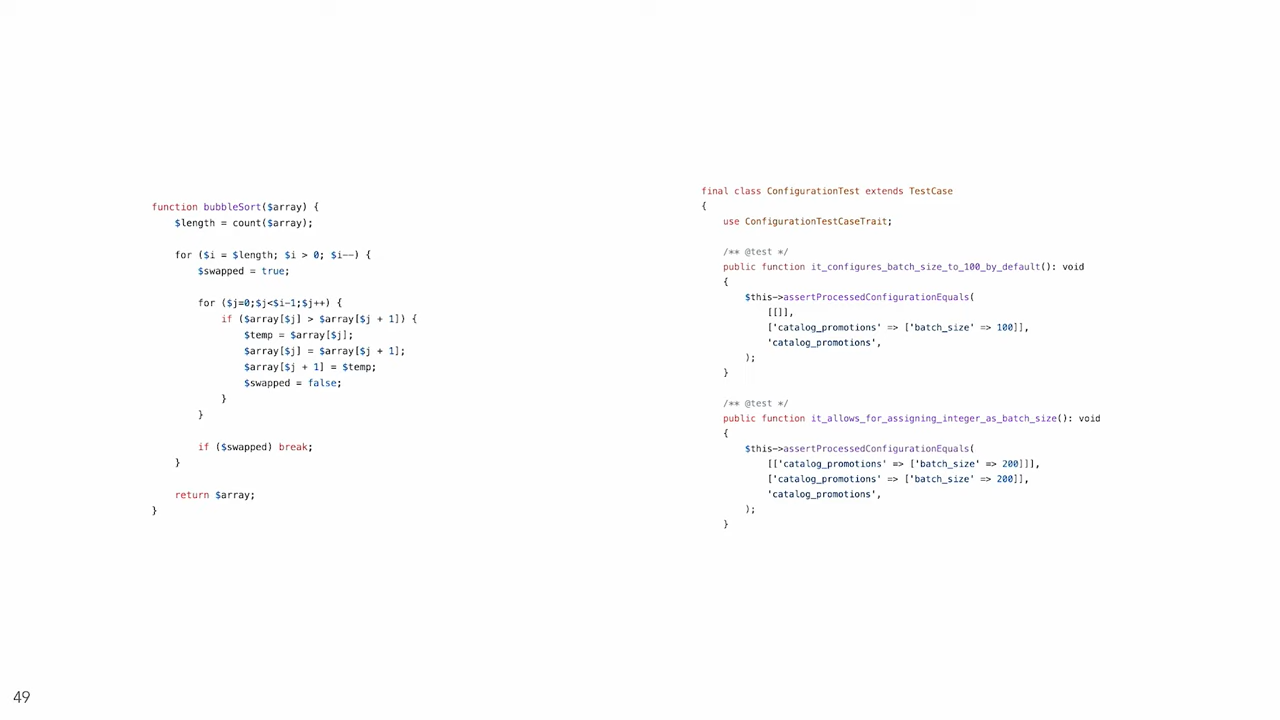 function bubbleSort($array) {
    $length = count($array);

    for ($i = $length; $i > 0; $i--) {
        $swapped = true;

        for ($j=0;$j<$i-1;$j++) {
            if ($array[$j] > $array[$j + 1]) {
                $temp = $array[$j];
                $array[$j] = $array[$j + 1];
                $array[$j + 1] = $temp;
                $swapped = false;
            }
        }

        if ($swapped) break;
    }

    return $array;
}
final class ConfigurationTest extends TestCase
{
    use ConfigurationTestCaseTrait;

    /** @test */
    public function it_configures_batch_size_to_100_by_default(): void
    {
        $this->assertProcessedConfigurationEquals(
            [[]],
            ['catalog_promotions' => ['batch_size' => 100]],
            'catalog_promotions',
        );
    }

    /** @test */
    public function it_allows_for_assigning_integer_as_batch_size(): void
    {
        $this->assertProcessedConfigurationEquals(
            [['catalog_promotions' => ['batch_size' => 200]]],
            ['catalog_promotions' => ['batch_size' => 200]],
            'catalog_promotions',
        );
    }
49